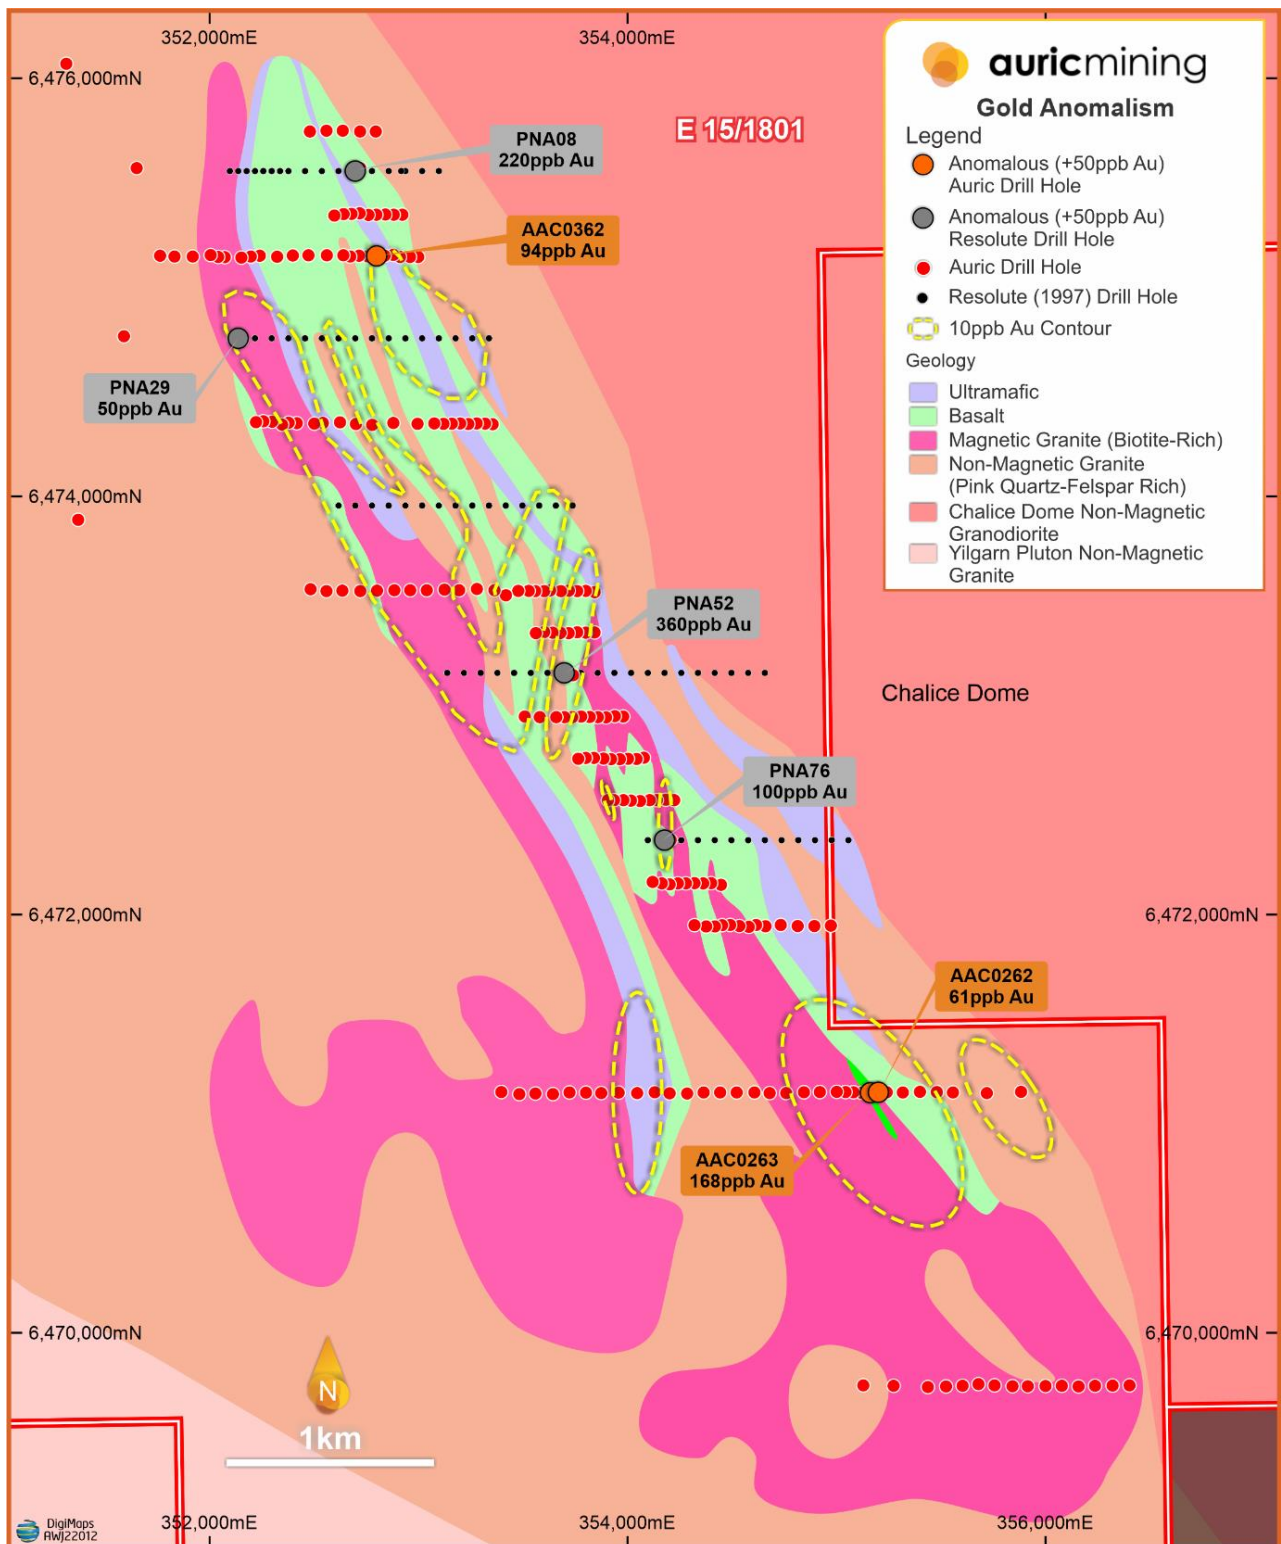 352,000mE
354,000mE
6,476,000mN
auricmining
Gold Anomalism
Legend
Anomalous (+50ppb Au)
Auric Drill Hole
Anomalous (+50ppb Au)
Resolute Drill Hole
Auric Drill Hole
Resolute (1997) Drill Hole
10ppb Au Contour
Geology
Ultramafic
Basalt
Magnetic Granite (Biotite-Rich)
Non-Magnetic Granite
(Pink Quartz-Felspar Rich)
Chalice Dome Non-Magnetic
Granodiorite
Yilgarn Pluton Non-Magnetic
Granite
E 15/1801
PNA08
220ppb Au
AAC0362
94ppb Au
PNA29
50ppb Au
6,474,000mN
PNA52
360ppb Au
Chalice Dome
PNA76
100ppb Au
6,472,000mN
6,472,000mN
AAC0262
61ppb Au
AAC0263
168ppb Au
6,470,000mN
6,470,000mN
N
1km
DigiMaps
AWJ22012
352,000mE
354,000mE
356,000mE